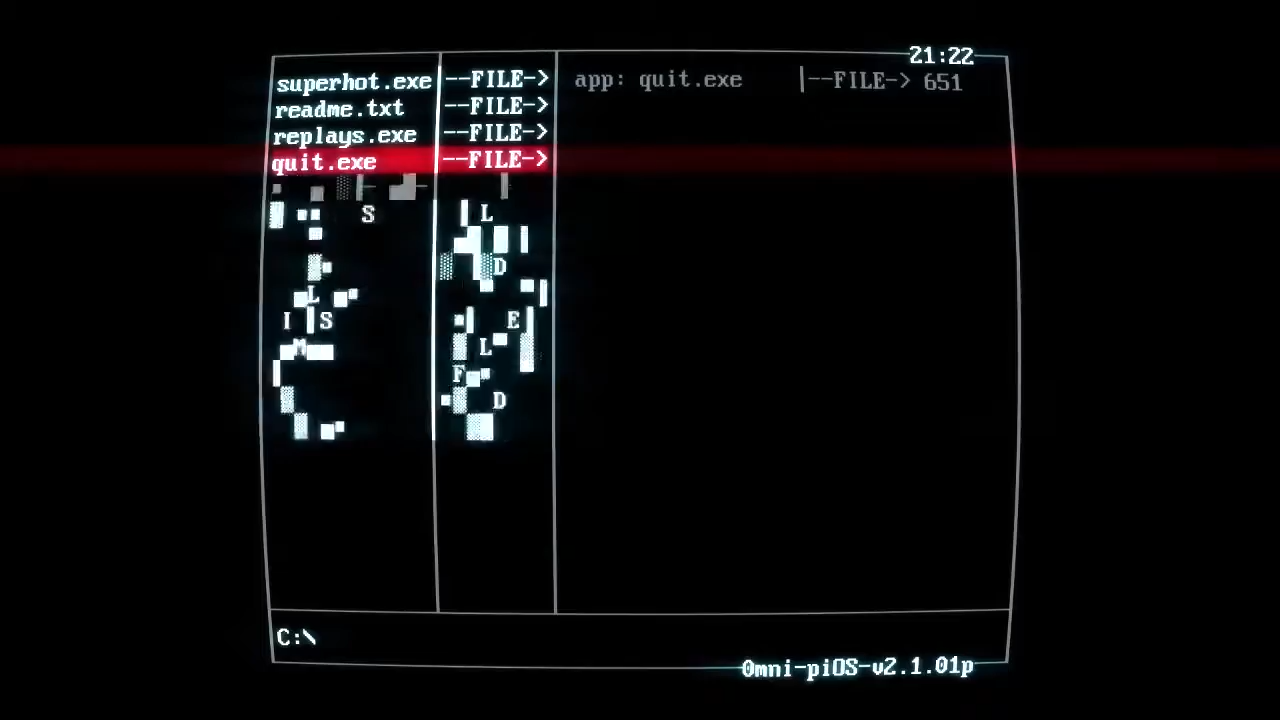 21:22
superhot.exe --FILE-> app: quit.exe |--FILE-> 651
readme.txt --FILE->
replays.exe --FILE->
quit.exe --FILE->
S L
D
L
I S E
M L
F
D
C:\
0mni-piOS-v2.1.01p